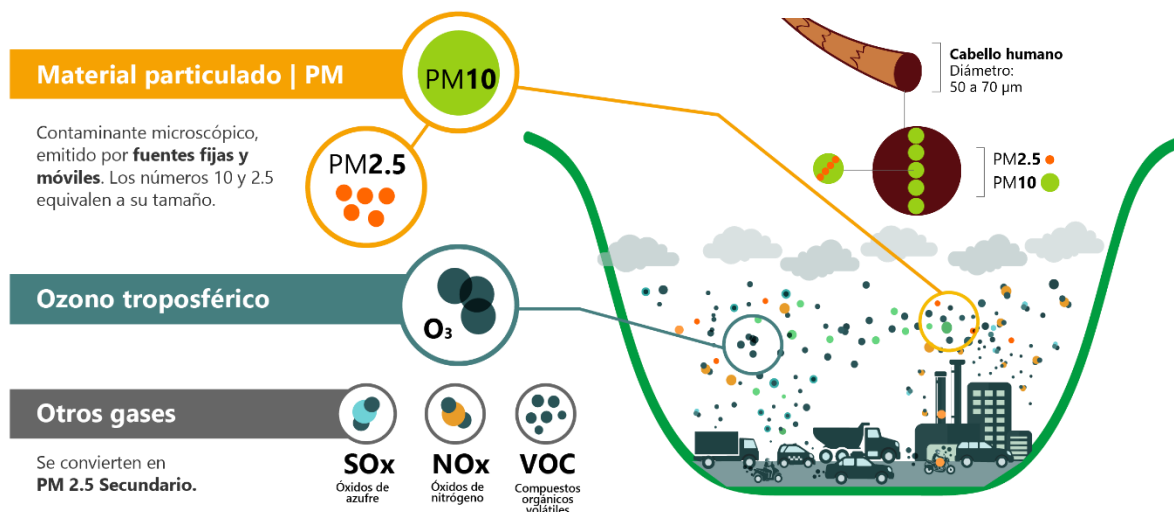 Material particulado | PM
PM10
Contaminante microscópico,
emitido por fuentes fijas y
móviles. Los números 10 y 2.5
equivalen a su tamaño.
PM2.5
Cabello humano
Diámetro:
50 a 70 µm
PM2.5
PM10
Ozono troposférico
O₃
Otros gases
Se convierten en
PM 2.5 Secundario.
SOx
Óxidos de
azufre
NOx
Óxidos de
nitrógeno
VOC
Compuestos
orgánicos
volátiles